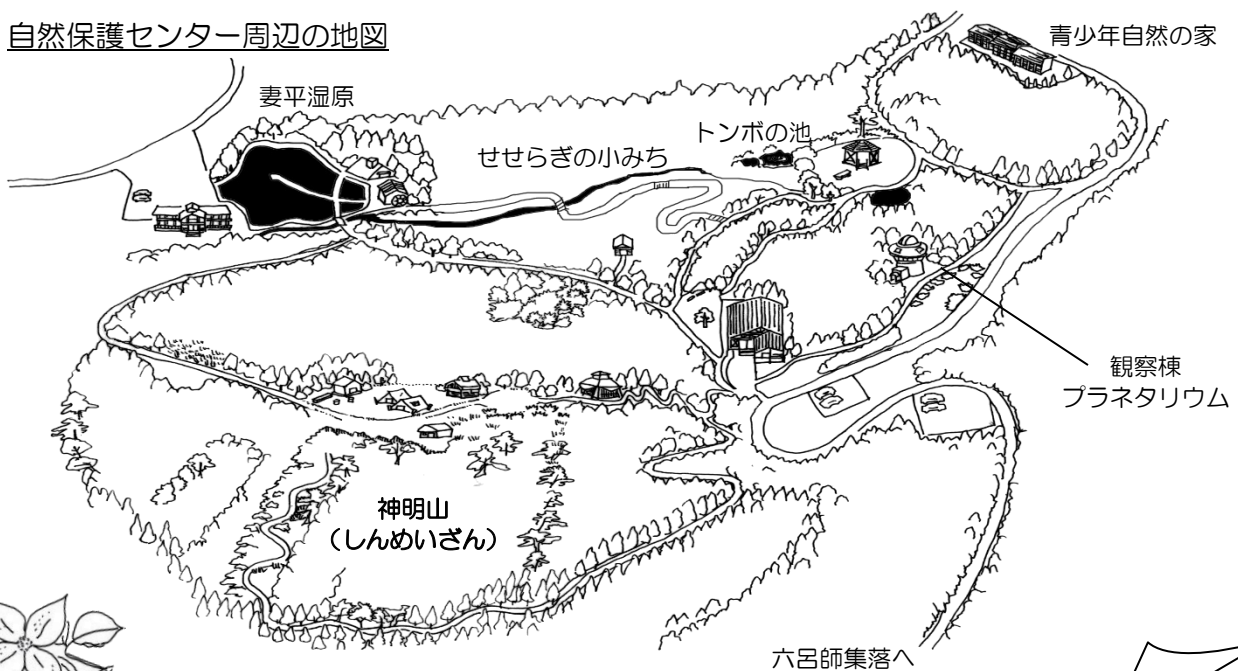 自然保護センター周辺の地図
青少年自然の家
妻平湿原
トンボの池
せせらぎの小みち
観察棟
プラネタリウム
神明山
（しんめいざん）
六呂師集落へ